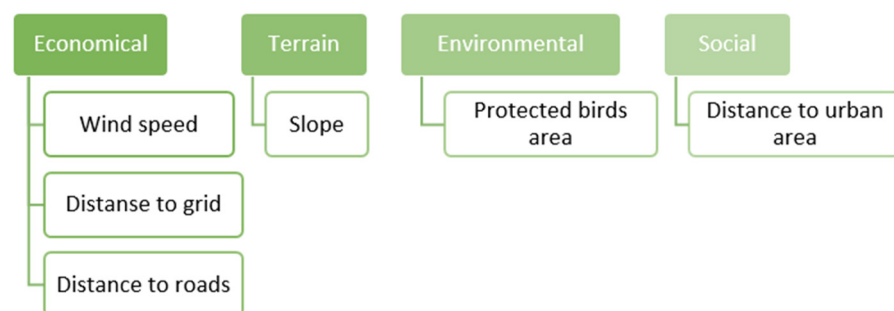 Economical
Wind speed
Distanse to grid
Distance to roads
Terrain
Slope
Environmental
Protected birds
area
Social
Distance to urban
area